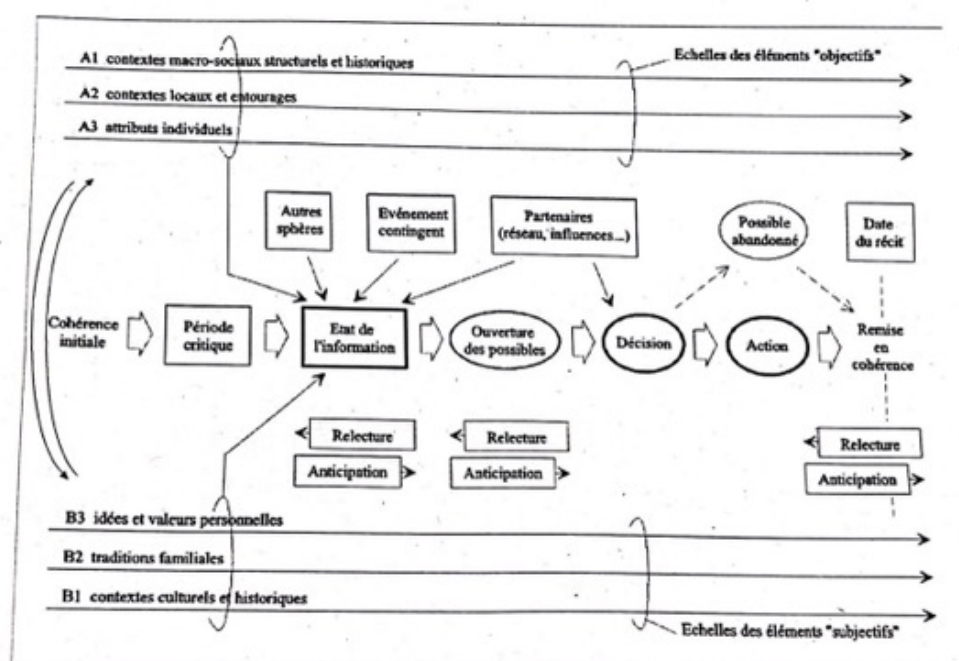 A1 contextes macro-sociaux structurels et historiques
Echelles des éléments "objectifs"
A2 contextes locaux et entourages
A3 attributs individuels
Autres
sphères
Evénement
contingent
Partenaires
(réseau, influences...)
Possible
abandonné
Date
du récit
Cohérence
initiale
Période
critique
Etat de
l'information
Ouverture
des possibles
Décision
Action
Remise
en
cohérence
Relecture
Anticipation
Relecture
Anticipation
Relecture
Anticipation
B3 idées et valeurs personnelles
B2 traditions familiales
B1 contextes culturels et historiques
Echelles des éléments "subjectifs"